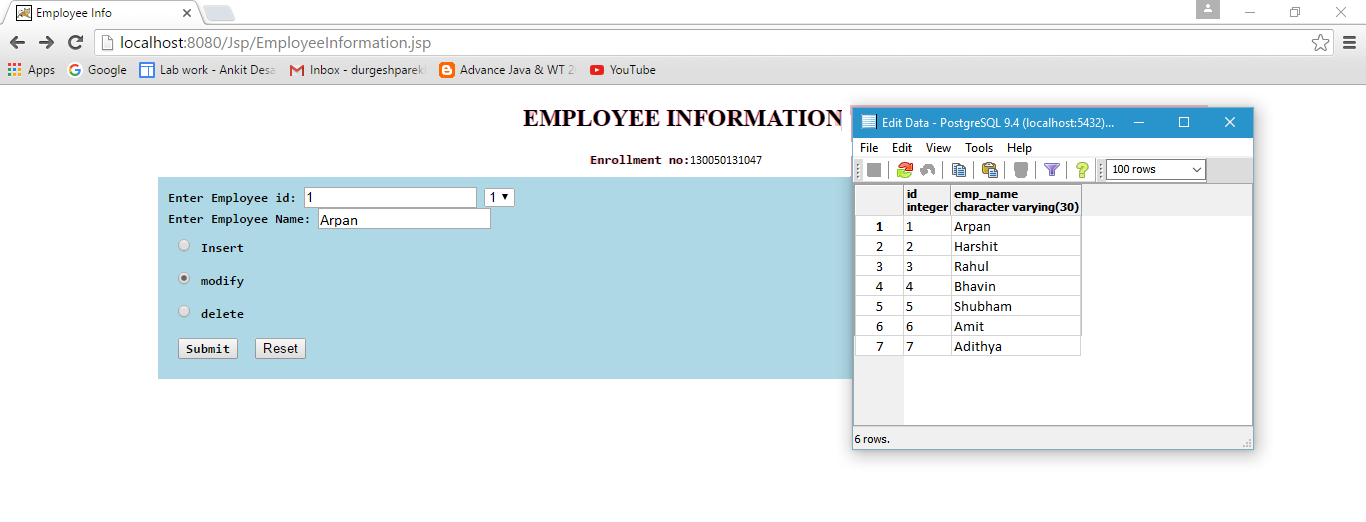 Employee Info
localhost:8080/Jsp/EmployeeInformation.jsp
Apps Google Lab work - Ankit Desa Inbox - durgeshparek Advance Java & WT 2 YouTube
EMPLOYEE INFORMATION
Enrollment no:130050131047
Enter Employee id: 1 1
Enter Employee Name: Arpan
Insert
modify
delete
Submit Reset
Edit Data - PostgreSQL 9.4 (localhost:5432)...
File Edit View Tools Help
100 rows
id emp_name
integer character varying(30)
1 1 Arpan
2 2 Harshit
3 3 Rahul
4 4 Bhavin
5 5 Shubham
6 6 Amit
7 7 Adithya
6 rows.